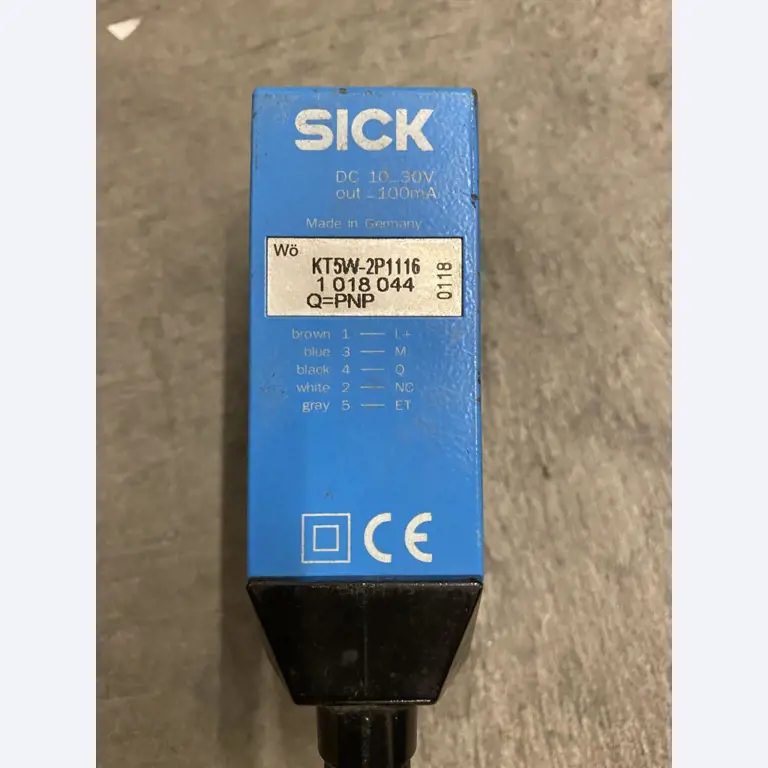 SICK
DC 10...30V
out = 100mA
Made in Germany
Wö
KT5W-2P1116
1 018 044
Q=PNP
0118
brown 1 — L+
blue 3 — M
black 4 — Q
white 2 — NC
gray 5 — ET
CE